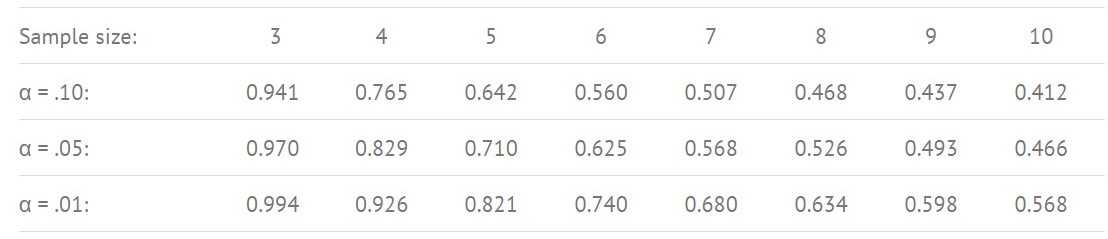 Sample size: 3 4 5 6 7 8 9 10
α = .10: 0.941 0.765 0.642 0.560 0.507 0.468 0.437 0.412
α = .05: 0.970 0.829 0.710 0.625 0.568 0.526 0.493 0.466
α = .01: 0.994 0.926 0.821 0.740 0.680 0.634 0.598 0.568